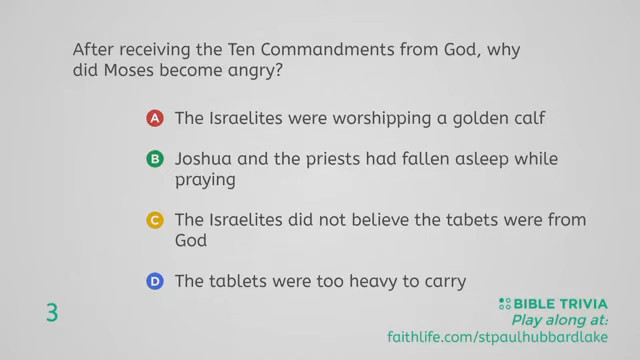 After receiving the Ten Commandments from God, why
did Moses become angry?
A The Israelites were worshipping a golden calf
B Joshua and the priests had fallen asleep while
praying
C The Israelites did not believe the tabets were from
God
D The tablets were too heavy to carry
3
BIBLE TRIVIA
Play along at:
faithlife.com/stpaulhubbardlake